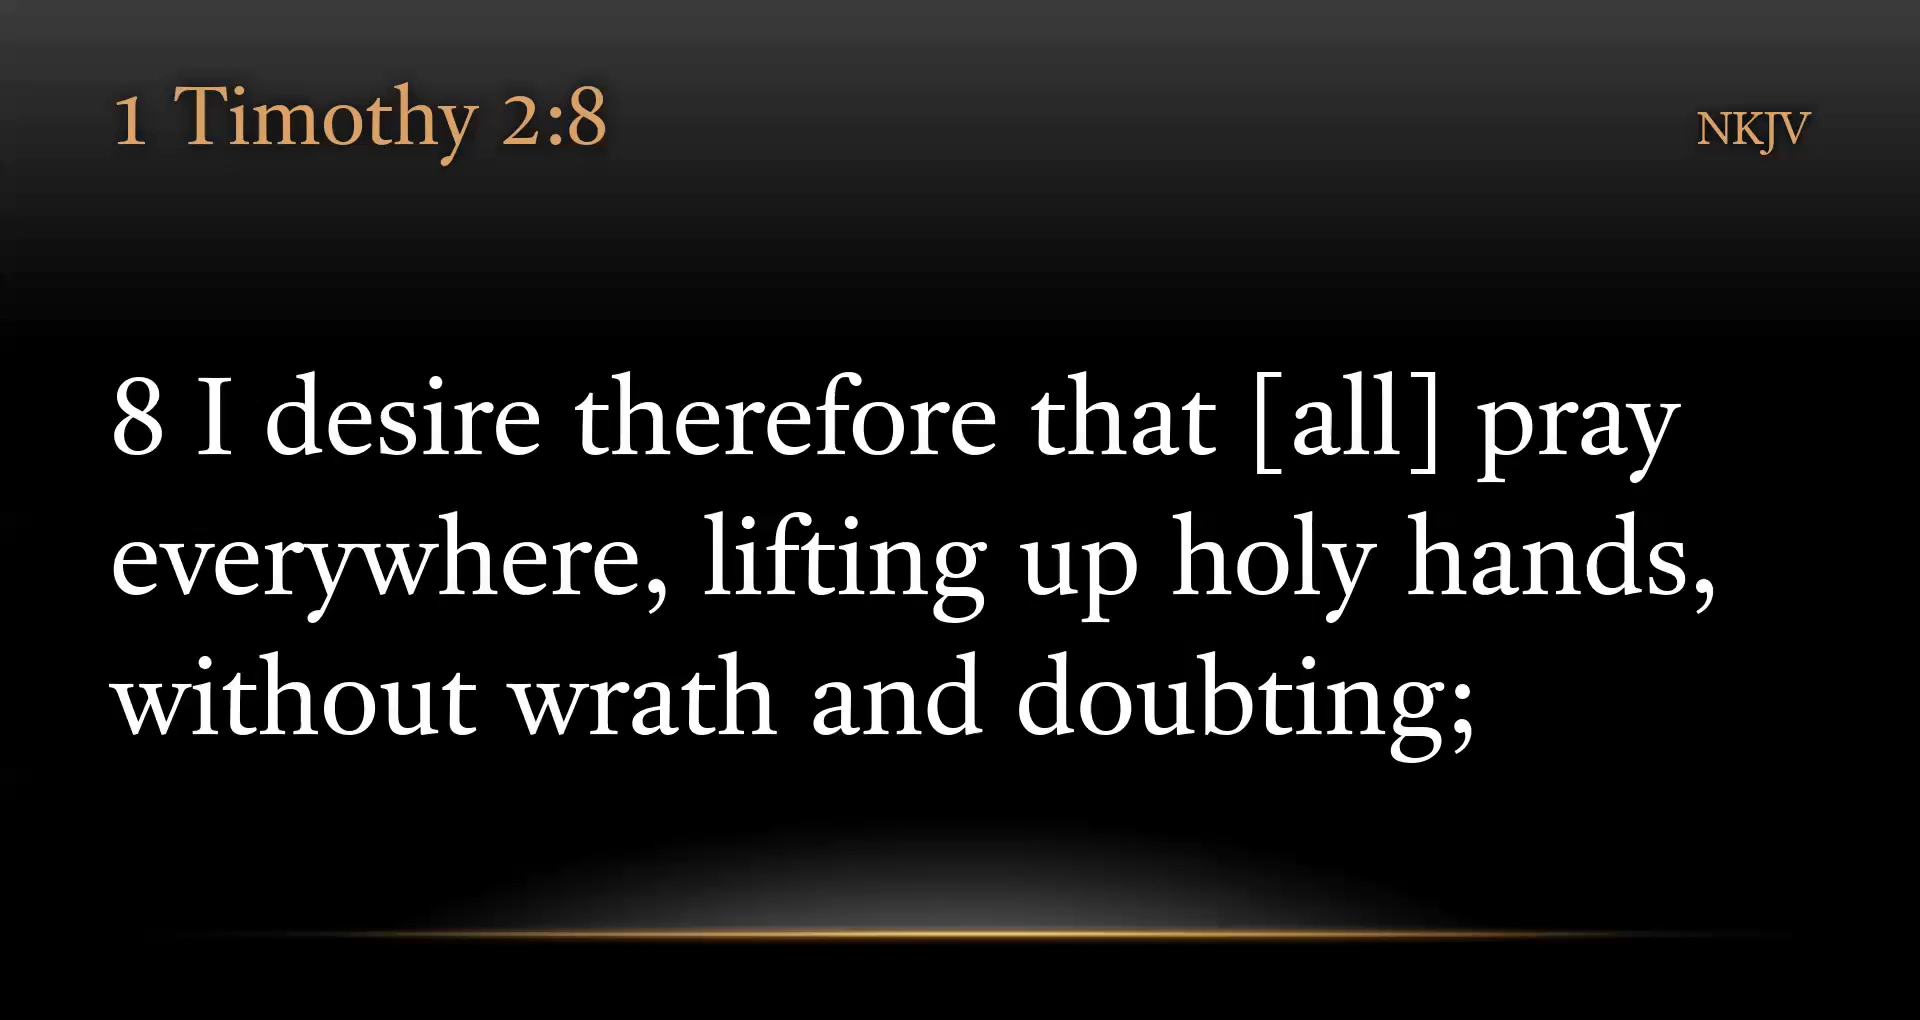 1 Timothy 2:8
NKJV
8 I desire therefore that [all] pray
everywhere, lifting up holy hands,
without wrath and doubting;